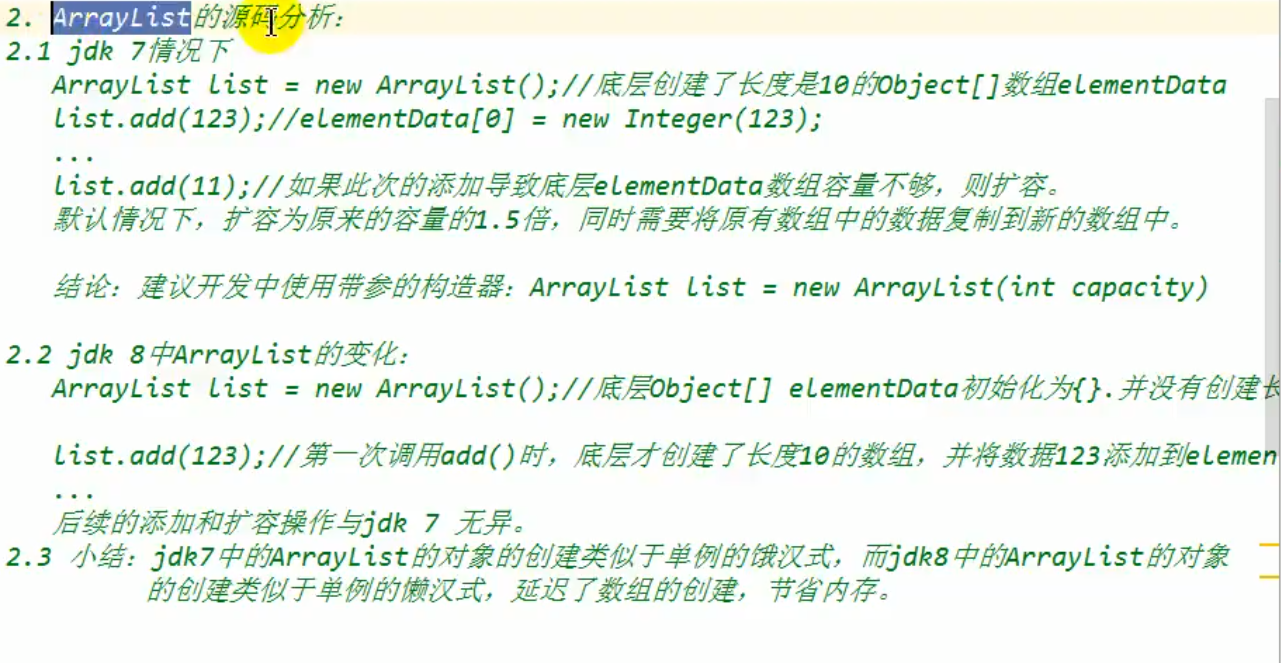 2. ArrayList的源码分析:
2.1 jdk 7情况下
ArrayList list = new ArrayList();//底层创建了长度是10的Object[]数组elementData
list.add(123);//elementData[0] = new Integer(123);
...
list.add(11);//如果此次的添加导致底层elementData数组容量不够，则扩容。
默认情况下，扩容为原来的容量的1.5倍，同时需要将原有数组中的数据复制到新的数组中。
结论：建议开发中使用带参的构造器：ArrayList list = new ArrayList(int capacity)
2.2 jdk 8中ArrayList的变化:
ArrayList list = new ArrayList();//底层Object[] elementData初始化为{}.并没有创建长
list.add(123);//第一次调用add()时，底层才创建了长度10的数组，并将数据123添加到elemen
...
后续的添加和扩容操作与jdk 7 无异。
2.3 小结：jdk7中的ArrayList的对象的创建类似于单例的饿汉式，而jdk8中的ArrayList的对象
的创建类似于单例的懒汉式，延迟了数组的创建，节省内存。